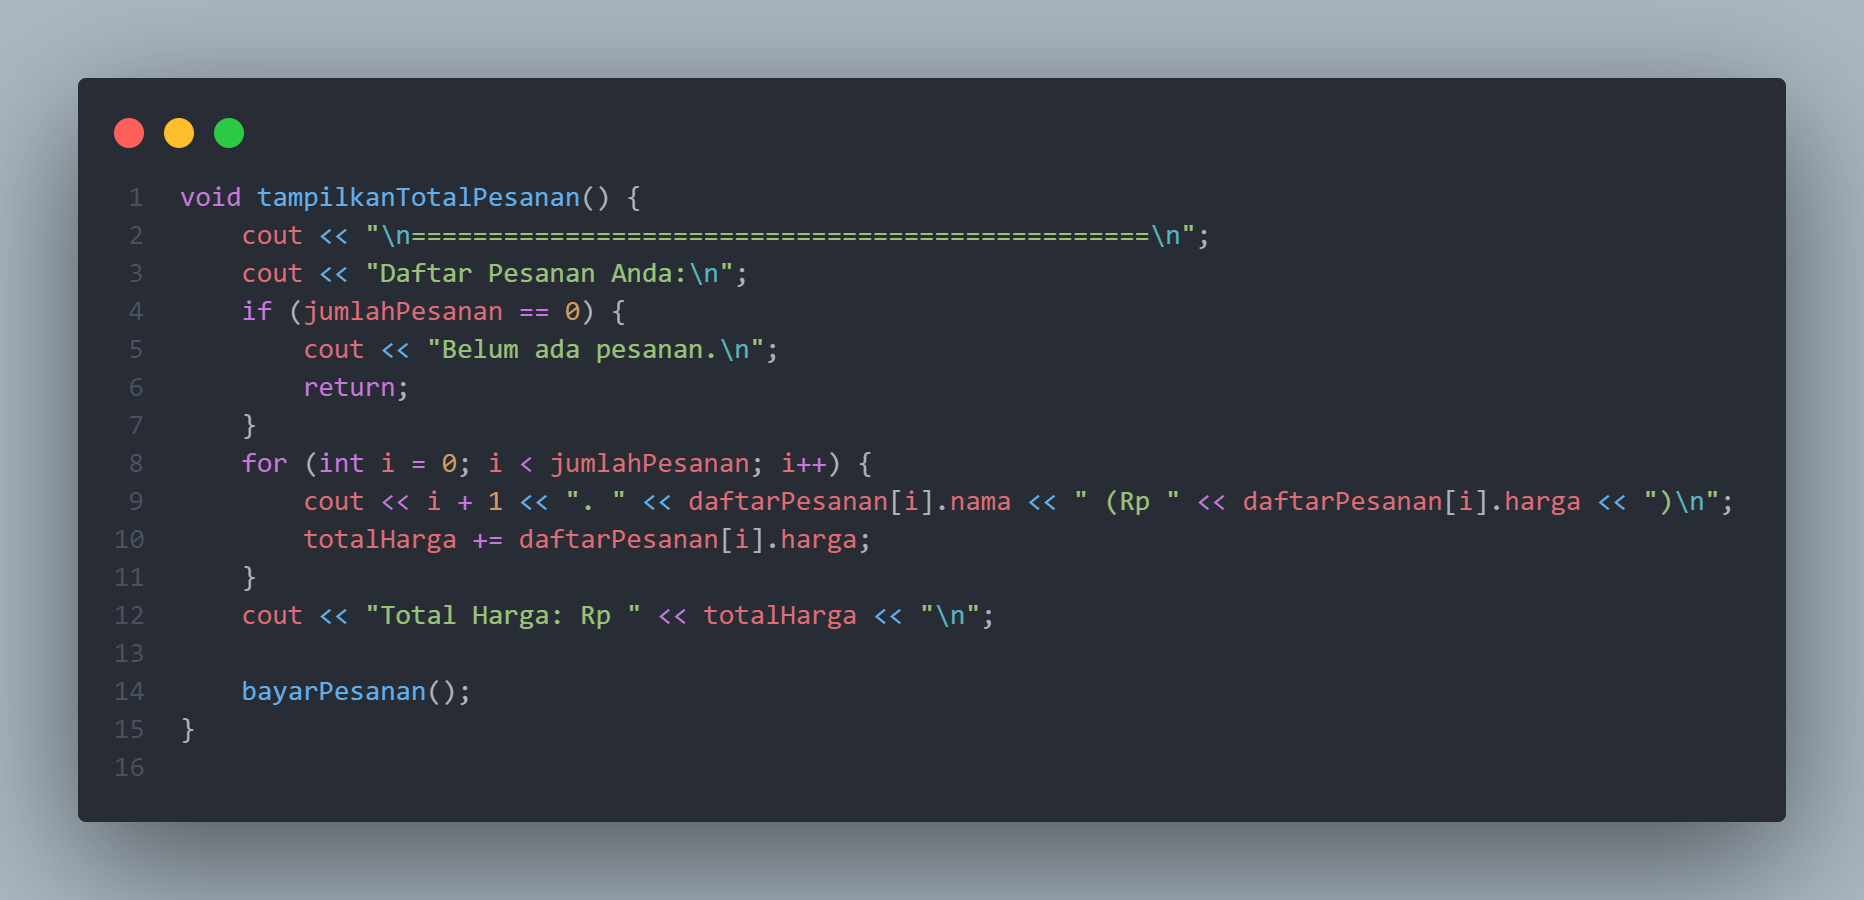 1 void tampilkanTotalPesanan() {
2     cout << "\n================================================\n";
3     cout << "Daftar Pesanan Anda:\n";
4     if (jumlahPesanan == 0) {
5         cout << "Belum ada pesanan.\n";
6         return;
7     }
8     for (int i = 0; i < jumlahPesanan; i++) {
9         cout << i + 1 << ". " << daftarPesanan[i].nama << " (Rp " << daftarPesanan[i].harga << ")\n";
10         totalHarga += daftarPesanan[i].harga;
11     }
12     cout << "Total Harga: Rp " << totalHarga << "\n";
13
14     bayarPesanan();
15 }
16